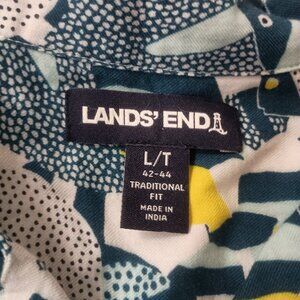 LANDS' END
L/T
42-44
TRADITIONAL
FIT
MADE IN
INDIA